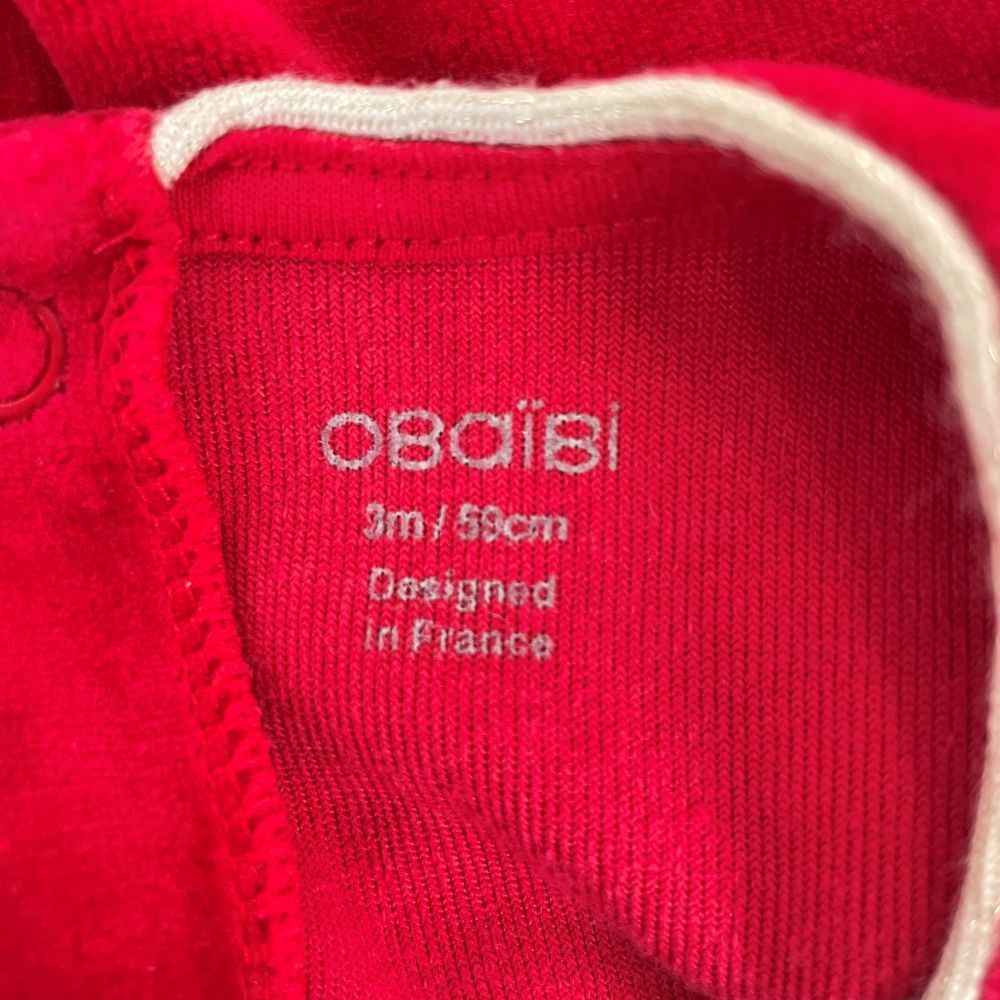 OBaïBi
3m / 59cm
Designed
in France